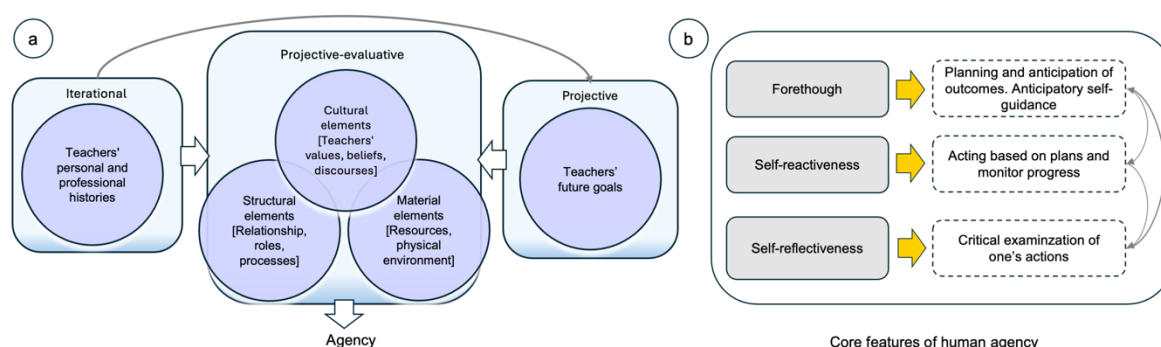 a
Projective-evaluative
Iterational
Teachers'
personal and
professional
histories
Cultural
elements
[Teachers'
values, beliefs,
discourses]
Structural
elements
[Relationship,
roles,
processes]
Material
elements
[Resources,
physical
environment]
Projective
Teachers'
future goals
Agency
b
Forethough
Planning and anticipation of
outcomes. Anticipatory self-
guidance
Self-reactiveness
Acting based on plans and
monitor progress
Self-reflectiveness
Critical examinzation of
one's actions
Core features of human agency